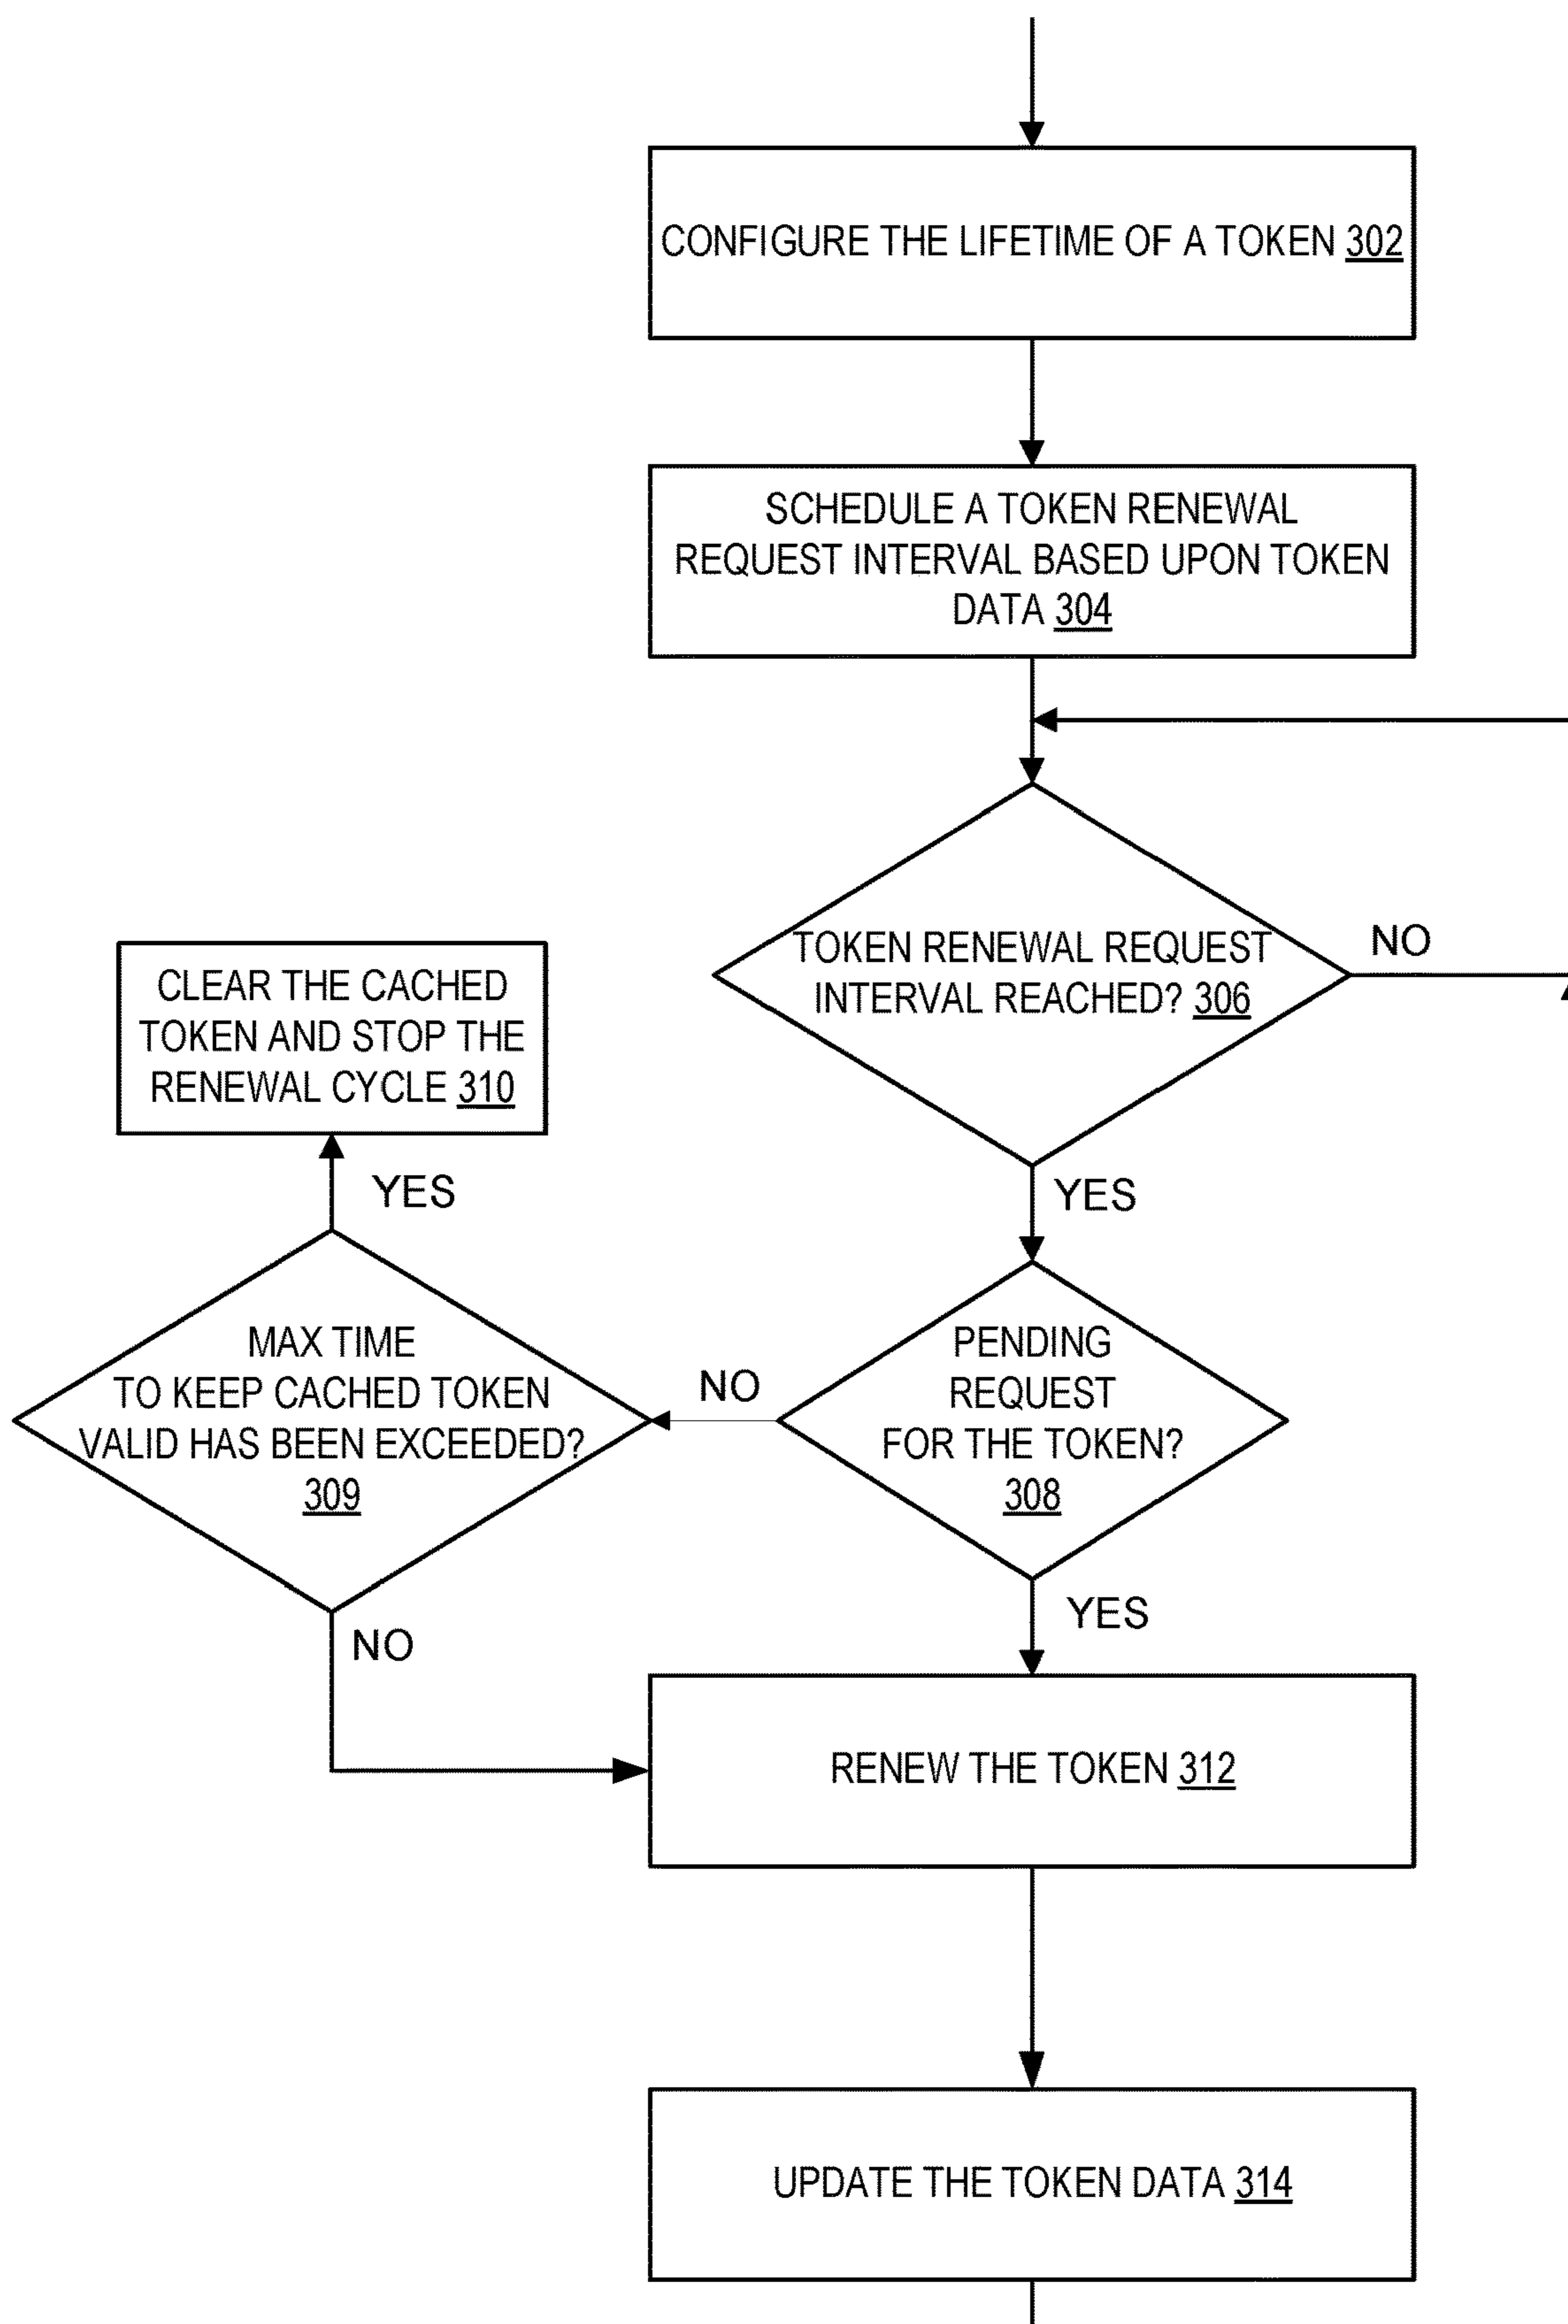 CONFIGURE THE LIFETIME OF A TOKEN 302
SCHEDULE A TOKEN RENEWAL
REQUEST INTERVAL BASED UPON TOKEN
DATA 304
TOKEN RENEWAL REQUEST
INTERVAL REACHED? 306
NO
CLEAR THE CACHED
TOKEN AND STOP THE
RENEWAL CYCLE 310
YES
YES
MAX TIME
TO KEEP CACHED TOKEN
VALID HAS BEEN EXCEEDED?
309
NO
PENDING
REQUEST
FOR THE TOKEN?
308
YES
NO
RENEW THE TOKEN 312
UPDATE THE TOKEN DATA 314